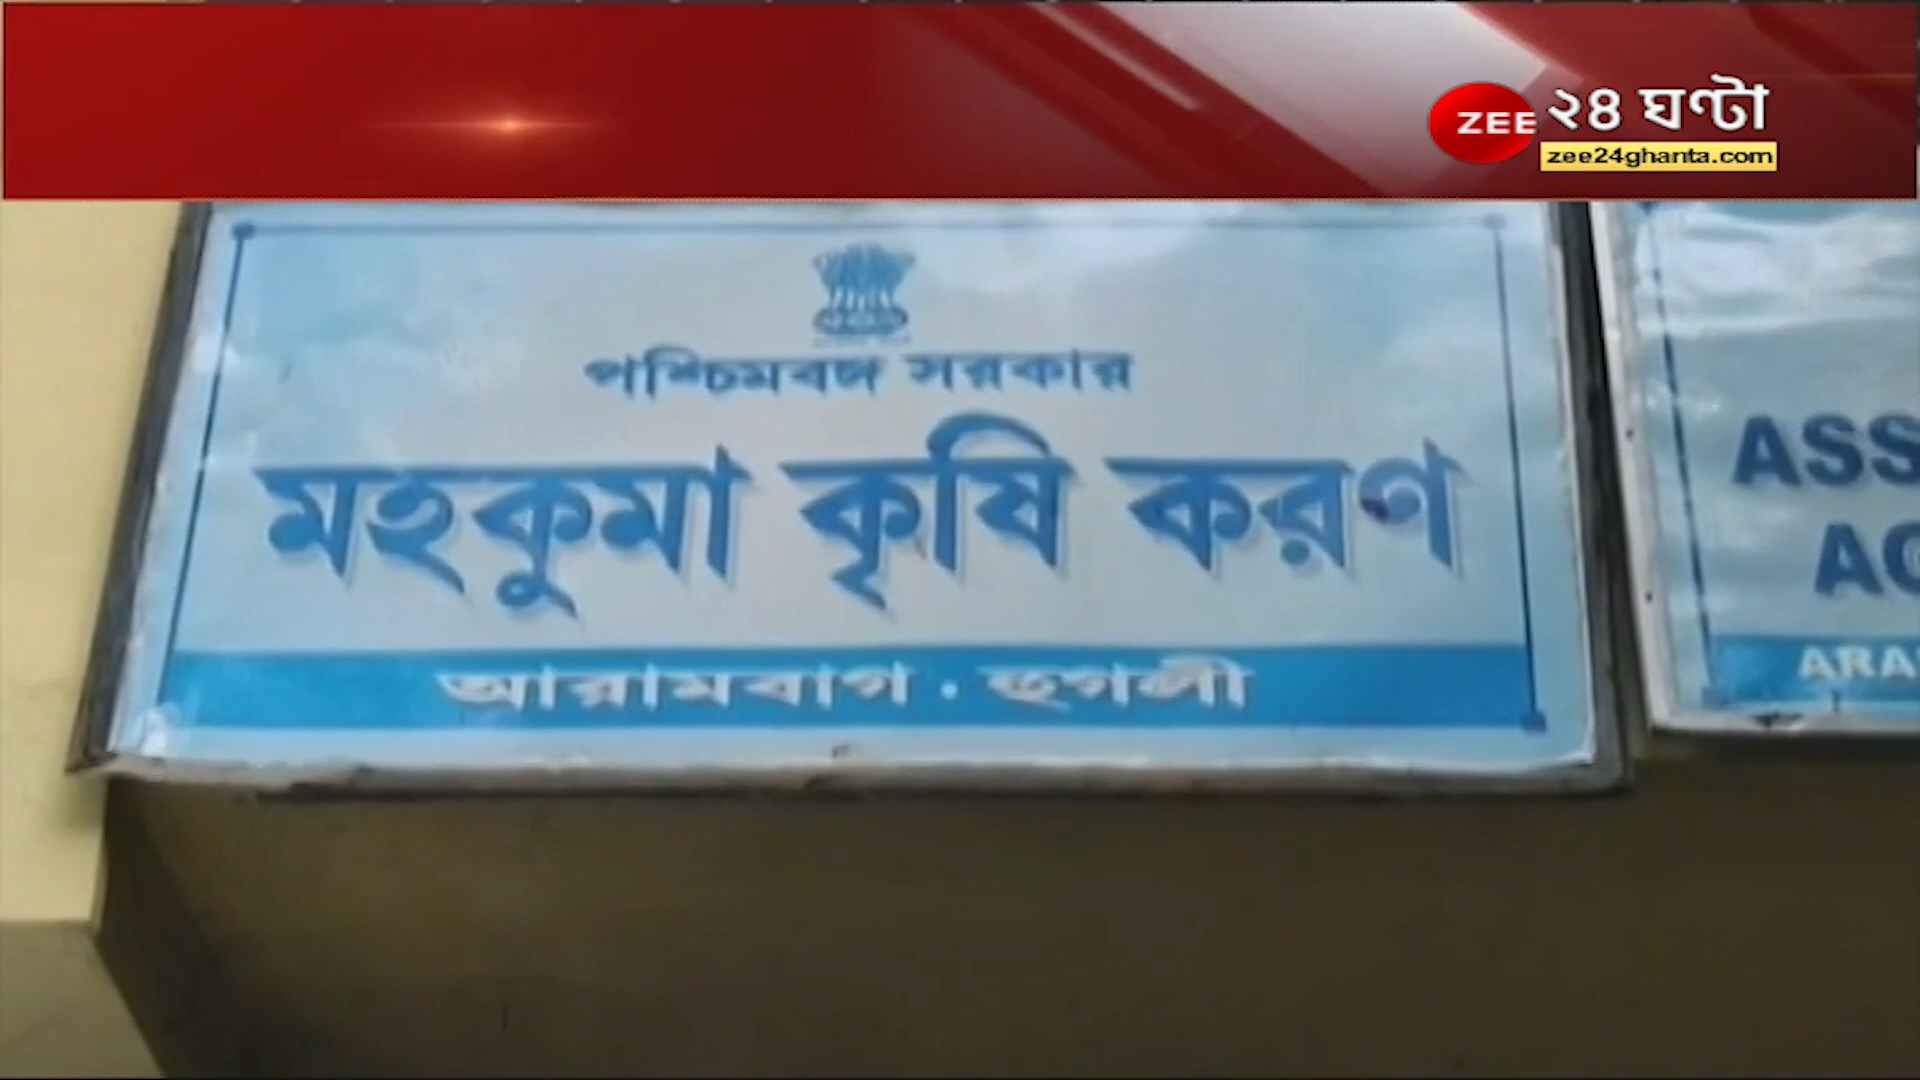 ZEE ২৪ ঘণ্টা
zee24ghanta.com
পশ্চিমবঙ্গ সরকার
মহকুমা কৃষি করণ
আরামবাগ . হুগলী
ASS
AG
ARA